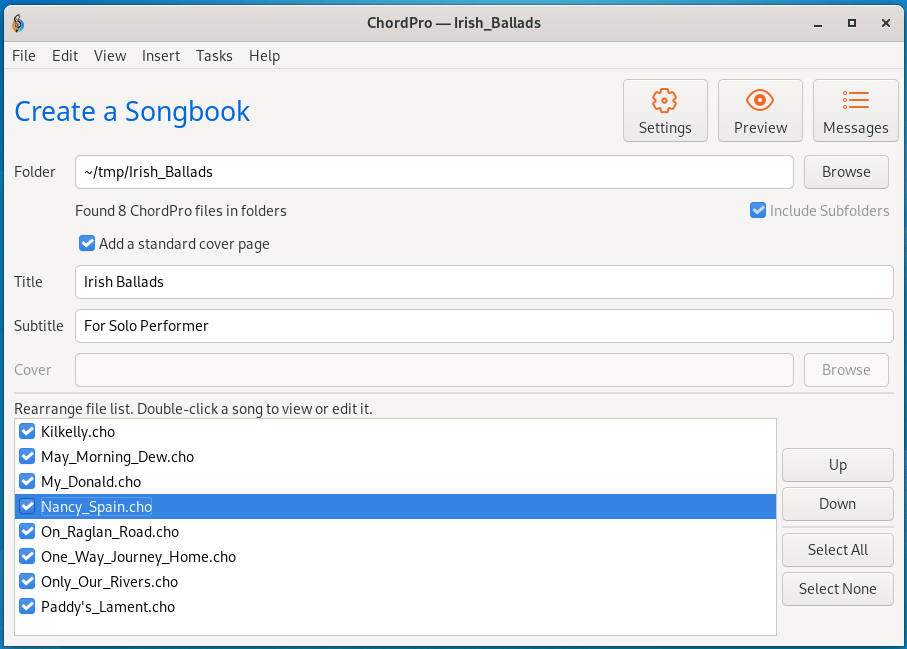 ChordPro — Irish_Ballads
File Edit View Insert Tasks Help
Create a Songbook
Settings
Preview
Messages
Folder
~/tmp/Irish_Ballads
Browse
Found 8 ChordPro files in folders
Include Subfolders
Add a standard cover page
Title
Irish Ballads
Subtitle
For Solo Performer
Cover
Browse
Rearrange file list. Double-click a song to view or edit it.
Kilkelly.cho
May_Morning_Dew.cho
My_Donald.cho
Nancy_Spain.cho
On_Raglan_Road.cho
One_Way_Journey_Home.cho
Only_Our_Rivers.cho
Paddy's_Lament.cho
Up
Down
Select All
Select None